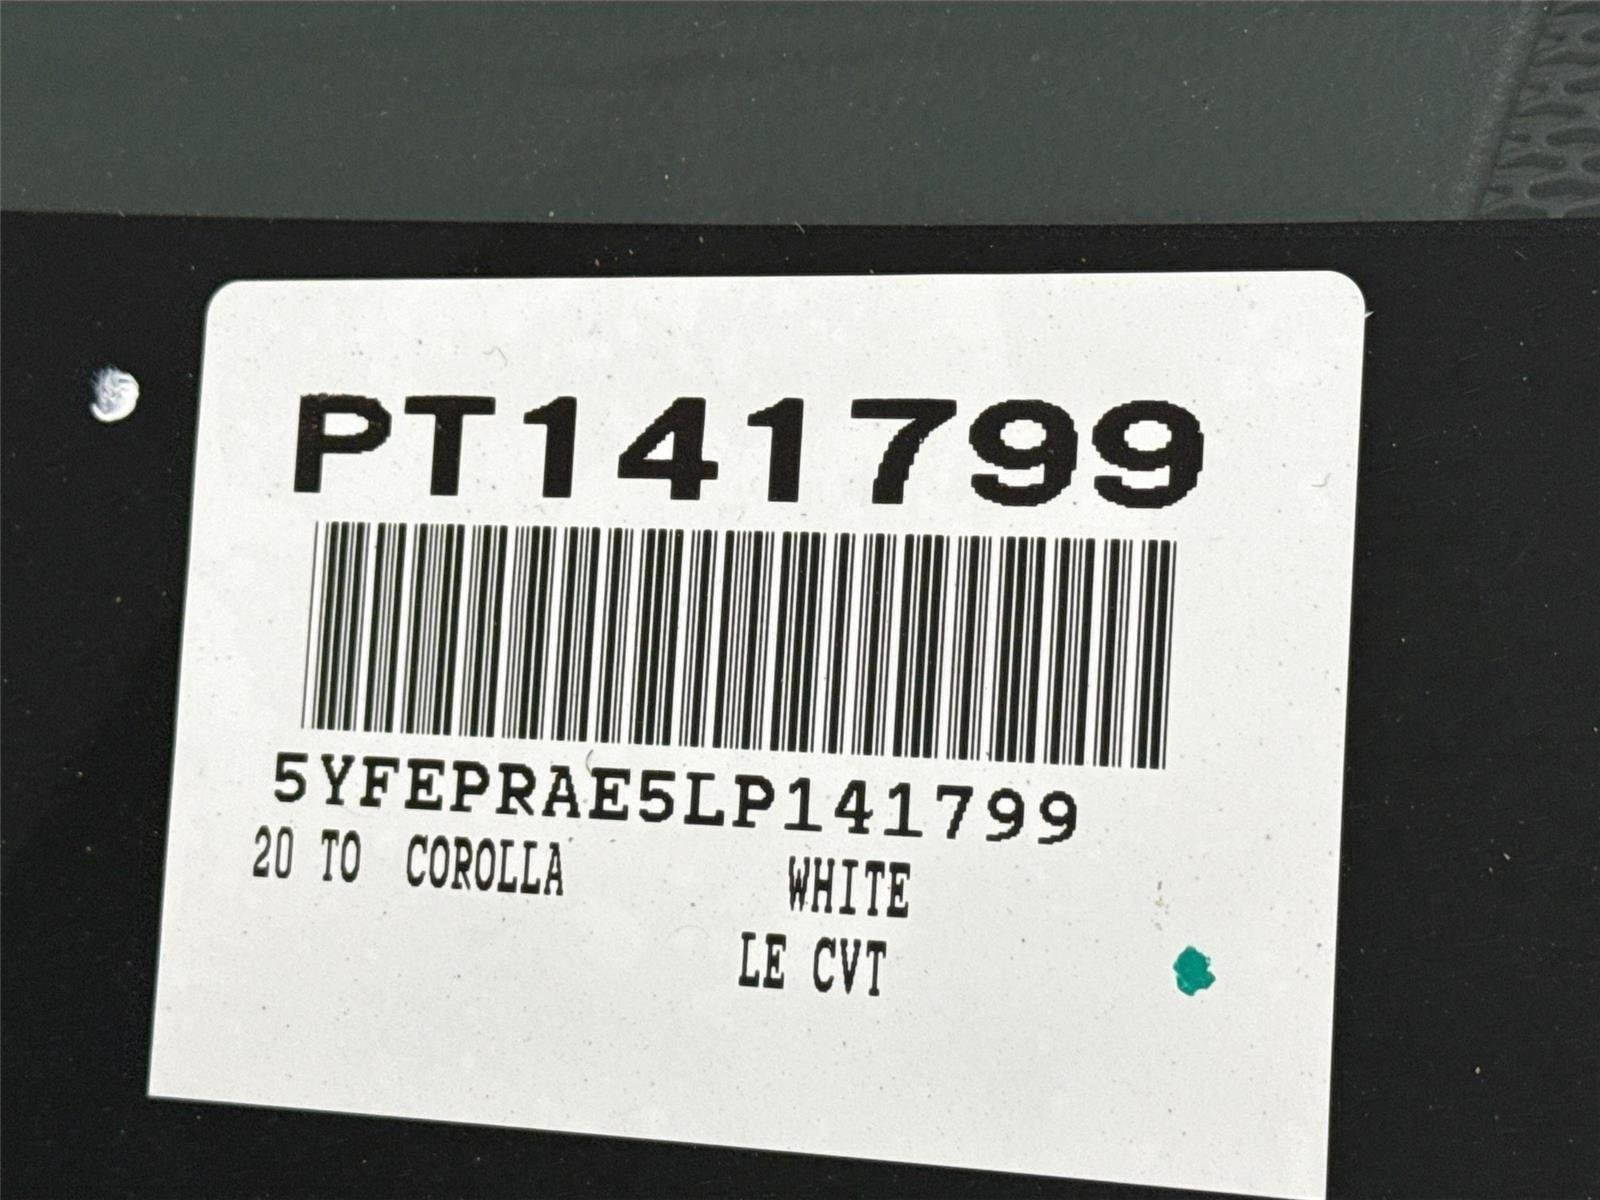 PT141799
5YFEPRAE5LP141799
20 TO COROLLA WHITE
LE CVT